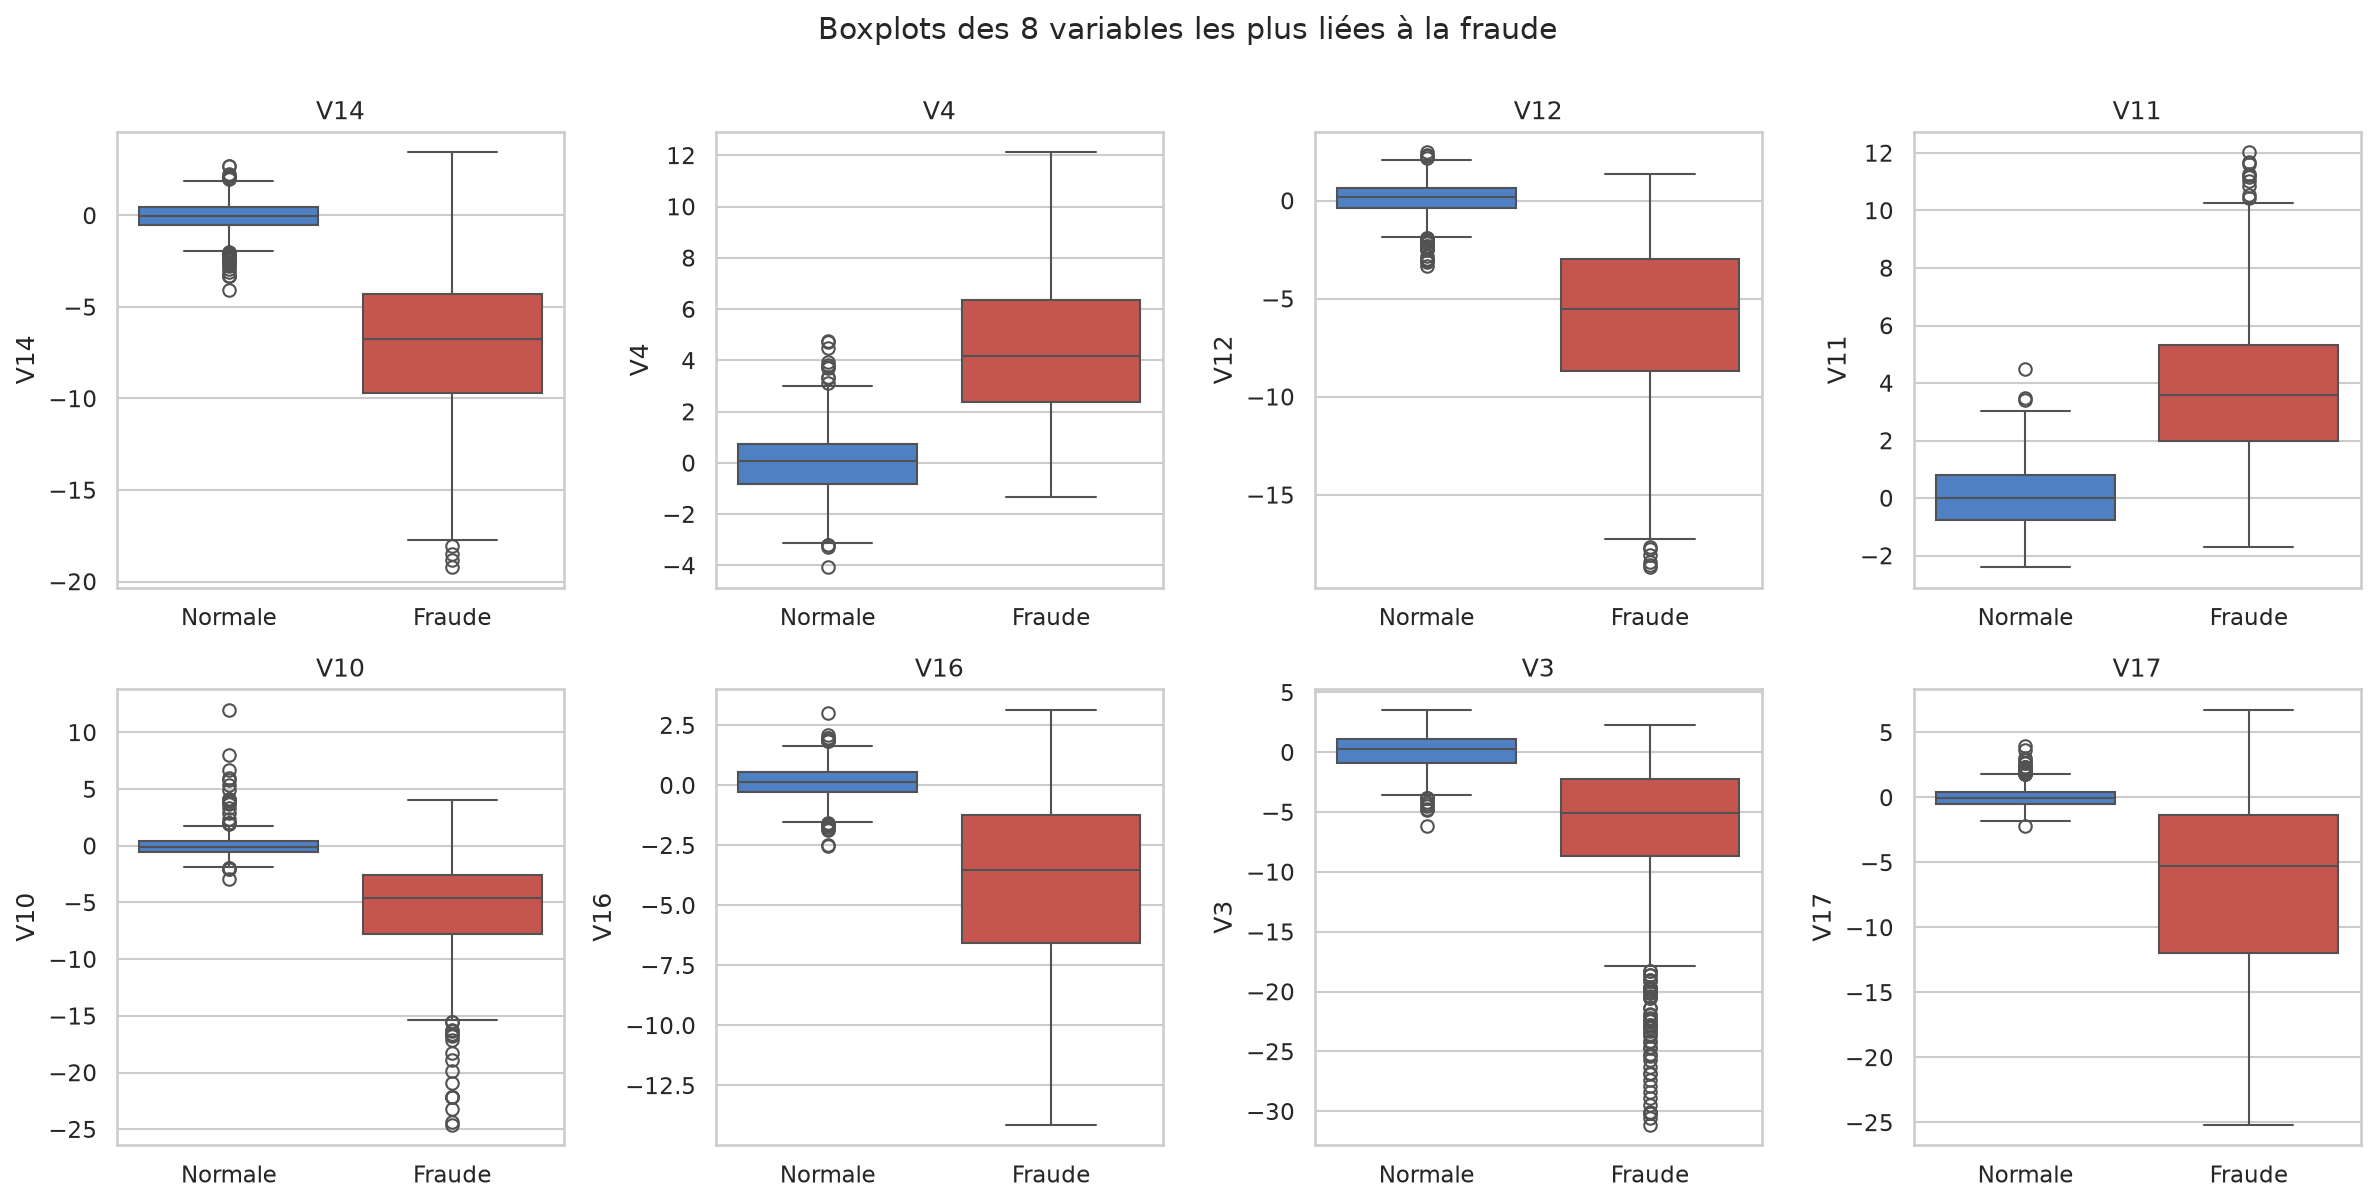 Boxplots des 8 variables les plus liées à la fraude
V14
V4
V12
V11
0
−5
−10
−15
−20
V14
Normale
Fraude
12
10
8
6
4
2
0
−2
−4
V4
Normale
Fraude
0
−5
−10
−15
V12
Normale
Fraude
12
10
8
6
4
2
0
−2
V11
Normale
Fraude
V10
V16
V3
V17
10
5
0
−5
−10
−15
−20
−25
V10
Normale
Fraude
2.5
0.0
−2.5
−5.0
−7.5
−10.0
−12.5
V16
Normale
Fraude
5
0
−5
−10
−15
−20
−25
−30
V3
Normale
Fraude
5
0
−5
−10
−15
−20
−25
V17
Normale
Fraude